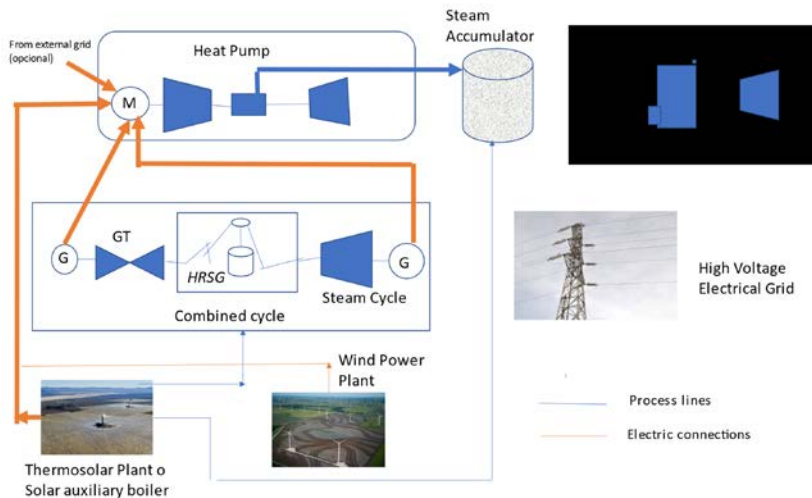 Steam
Accumulator
From external grid
(optional)
Heat Pump
M
GT
G
HRSG
G
Steam Cycle
Combined cycle
High Voltage
Electrical Grid
Wind Power
Plant
Process lines
Electric connections
Thermosolar Plant o
Solar auxiliary boiler